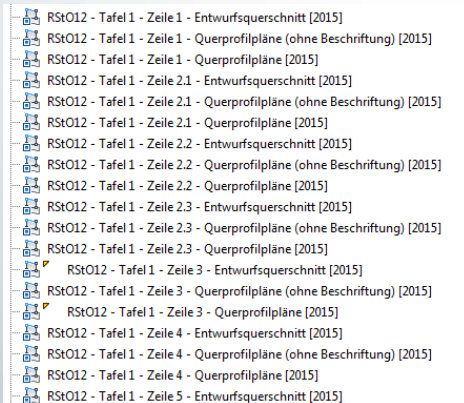 RStO12 - Tafel 1 - Zeile 1 - Entwurfsquerschnitt [2015]
RStO12 - Tafel 1 - Zeile 1 - Querprofilpläne (ohne Beschriftung) [2015]
RStO12 - Tafel 1 - Zeile 1 - Querprofilpläne [2015]
RStO12 - Tafel 1 - Zeile 2.1 - Entwurfsquerschnitt [2015]
RStO12 - Tafel 1 - Zeile 2.1 - Querprofilpläne (ohne Beschriftung) [2015]
RStO12 - Tafel 1 - Zeile 2.1 - Querprofilpläne [2015]
RStO12 - Tafel 1 - Zeile 2.2 - Entwurfsquerschnitt [2015]
RStO12 - Tafel 1 - Zeile 2.2 - Querprofilpläne (ohne Beschriftung) [2015]
RStO12 - Tafel 1 - Zeile 2.2 - Querprofilpläne [2015]
RStO12 - Tafel 1 - Zeile 2.3 - Entwurfsquerschnitt [2015]
RStO12 - Tafel 1 - Zeile 2.3 - Querprofilpläne (ohne Beschriftung) [2015]
RStO12 - Tafel 1 - Zeile 2.3 - Querprofilpläne [2015]
RStO12 - Tafel 1 - Zeile 3 - Entwurfsquerschnitt [2015]
RStO12 - Tafel 1 - Zeile 3 - Querprofilpläne (ohne Beschriftung) [2015]
RStO12 - Tafel 1 - Zeile 3 - Querprofilpläne [2015]
RStO12 - Tafel 1 - Zeile 4 - Entwurfsquerschnitt [2015]
RStO12 - Tafel 1 - Zeile 4 - Querprofilpläne (ohne Beschriftung) [2015]
RStO12 - Tafel 1 - Zeile 4 - Querprofilpläne [2015]
RStO12 - Tafel 1 - Zeile 5 - Entwurfsquerschnitt [2015]